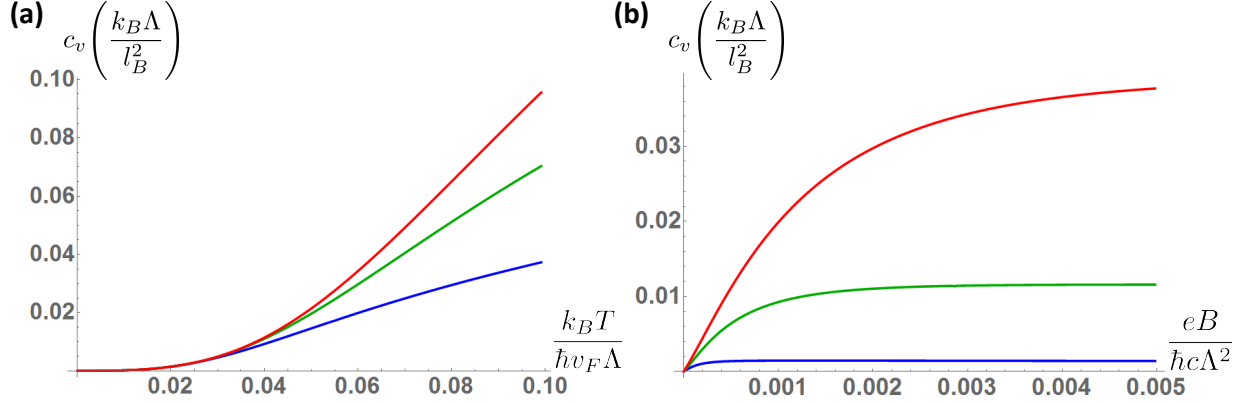 (a)
c_v ( k_B Λ / l_B^2 )
0.10
0.08
0.06
0.04
0.02
0.02 0.04 0.06 0.08 0.10
k_B T / ħ v_F Λ
(b)
c_v ( k_B Λ / l_B^2 )
0.03
0.02
0.01
0.001 0.002 0.003 0.004 0.005
eB / ħ c Λ^2